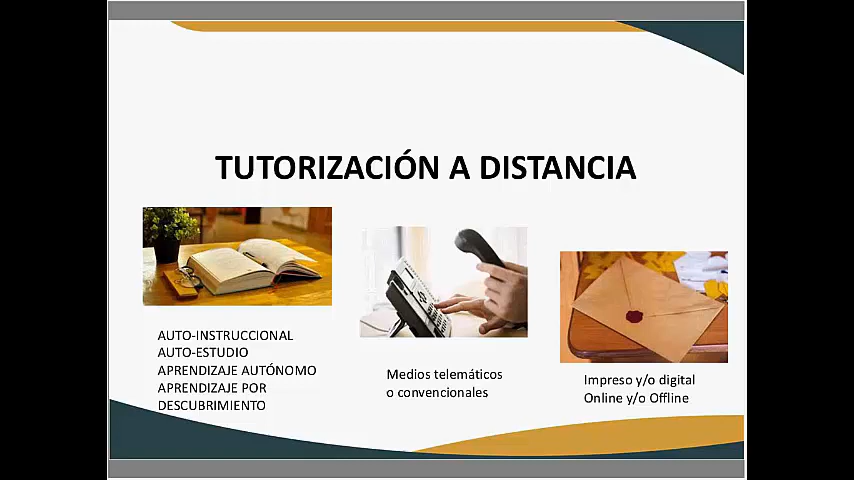 TUTORIZACIÓN A DISTANCIA
AUTO-INSTRUCCIONAL
AUTO-ESTUDIO
APRENDIZAJE AUTÓNOMO
APRENDIZAJE POR
DESCUBRIMIENTO
Medios telemáticos
o convencionales
Impreso y/o digital
Online y/o Offline